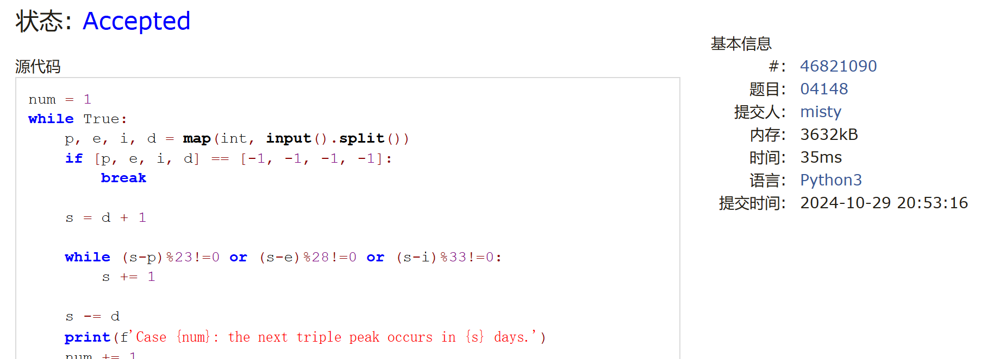 状态: Accepted
源代码
num = 1
while True:
    p, e, i, d = map(int, input().split())
    if [p, e, i, d] == [-1, -1, -1, -1]:
        break
    s = d + 1
    while (s-p)%23!=0 or (s-e)%28!=0 or (s-i)%33!=0:
        s += 1
    s -= d
    print(f'Case {num}: the next triple peak occurs in {s} days.')
    num += 1
基本信息
#: 46821090
题目: 04148
提交人: misty
内存: 3632kB
时间: 35ms
语言: Python3
提交时间: 2024-10-29 20:53:16